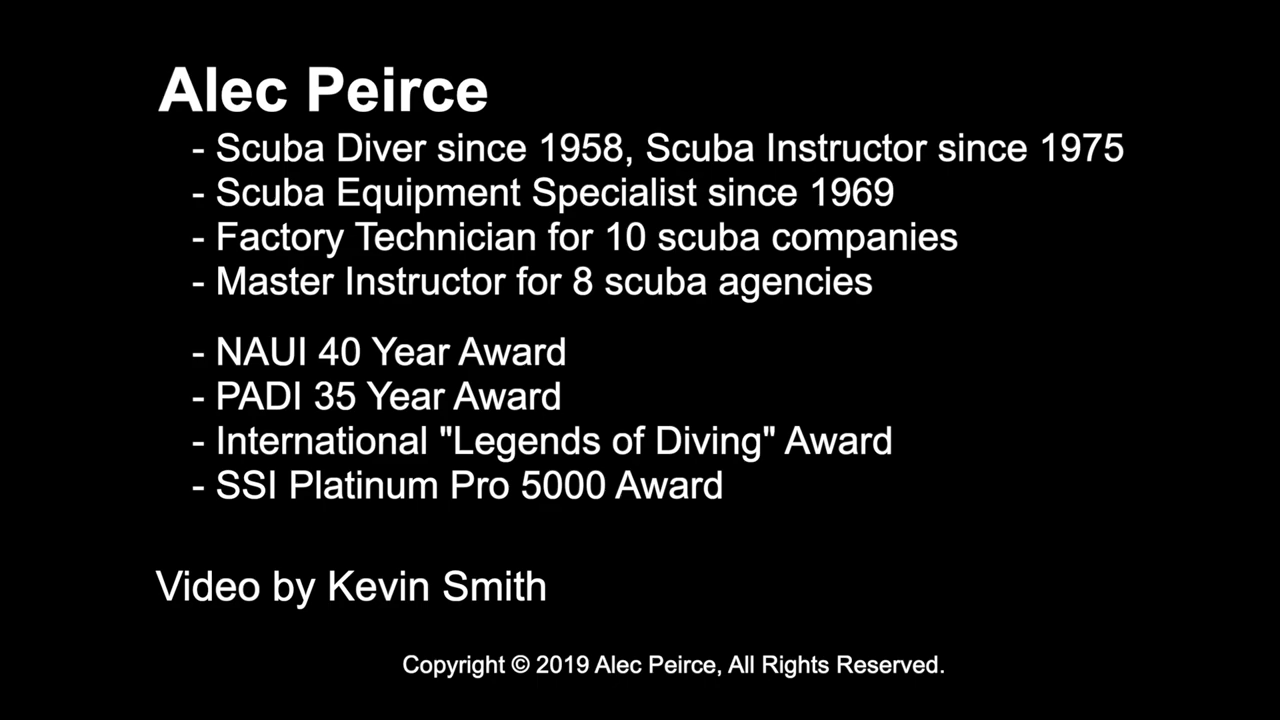 Alec Peirce
- Scuba Diver since 1958, Scuba Instructor since 1975
- Scuba Equipment Specialist since 1969
- Factory Technician for 10 scuba companies
- Master Instructor for 8 scuba agencies
- NAUI 40 Year Award
- PADI 35 Year Award
- International "Legends of Diving" Award
- SSI Platinum Pro 5000 Award
Video by Kevin Smith
Copyright © 2019 Alec Peirce, All Rights Reserved.